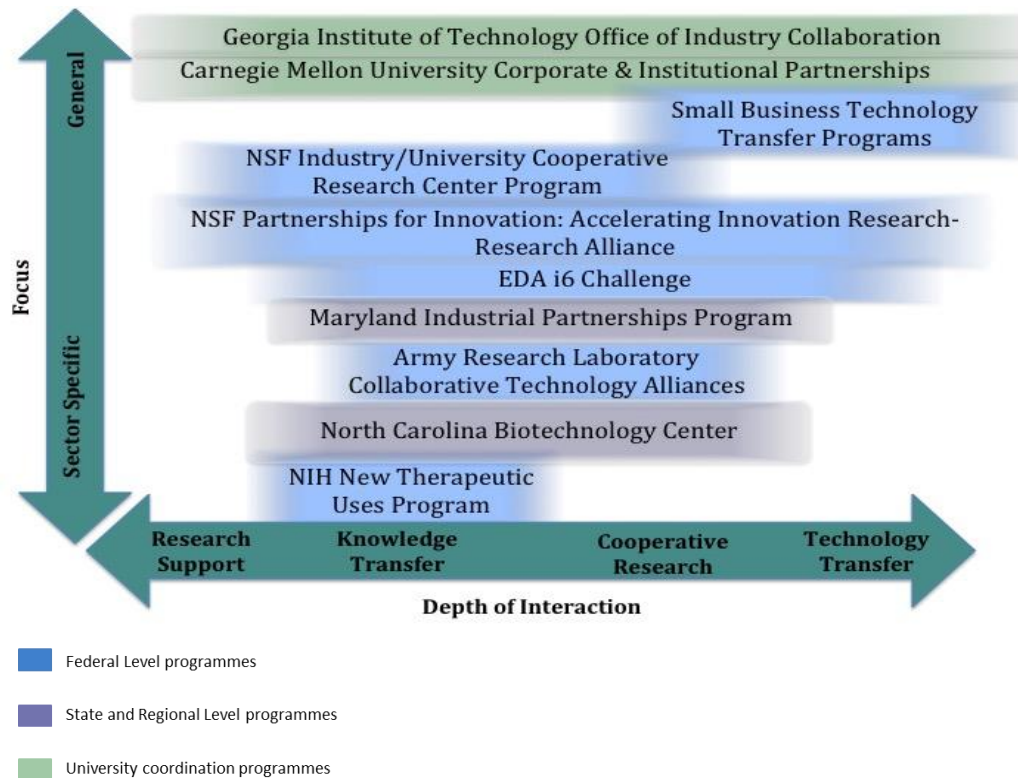 Georgia Institute of Technology Office of Industry Collaboration
Carnegie Mellon University Corporate & Institutional Partnerships
Small Business Technology
Transfer Programs
NSF Industry/University Cooperative
Research Center Program
NSF Partnerships for Innovation: Accelerating Innovation Research-
Research Alliance
EDA i6 Challenge
Maryland Industrial Partnerships Program
Army Research Laboratory
Collaborative Technology Alliances
North Carolina Biotechnology Center
NIH New Therapeutic
Uses Program
General
Focus
Sector Specific
Research
Support
Knowledge
Transfer
Cooperative
Research
Technology
Transfer
Depth of Interaction
Federal Level programmes
State and Regional Level programmes
University coordination programmes